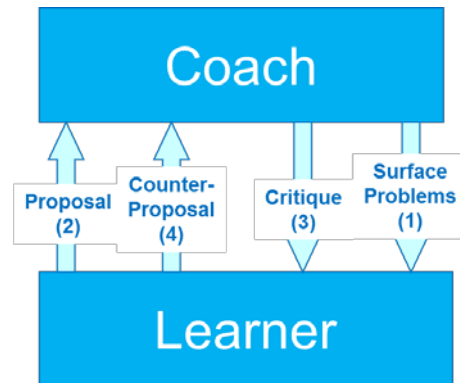 Coach
Proposal
(2)
Counter-
Proposal
(4)
Critique
(3)
Surface
Problems
(1)
Learner